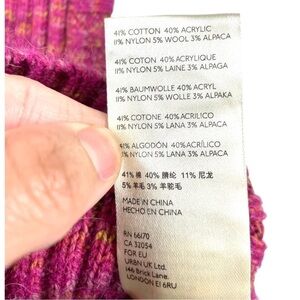 41% COTTON 40% ACRYLIC
11% NYLON 5% WOOL 3% ALPACA
41% COTON 40% ACRYLIQUE
11% NYLON 5% LAINE 3% ALPAGA
41% BAUMWOLLE 40% ACRYL
11% NYLON 5% WOLLE 3% ALPAKA
41% COTONE 40% ACRILICO
11% NYLON 5% LANA 3% ALPACA
41% ALGODÓN 40% ACRÍLICO
11% NYLON 5% LANA 3% ALPACA
41% 棉 40% 腈纶 11% 尼龙
5% 羊毛 3% 羊驼毛
MADE IN CHINA
HECHO EN CHINA
RN 66170
CA 32054
FOR EU
URBN UK Ltd.
146 Brick Lane.
LONDON E1 6RU